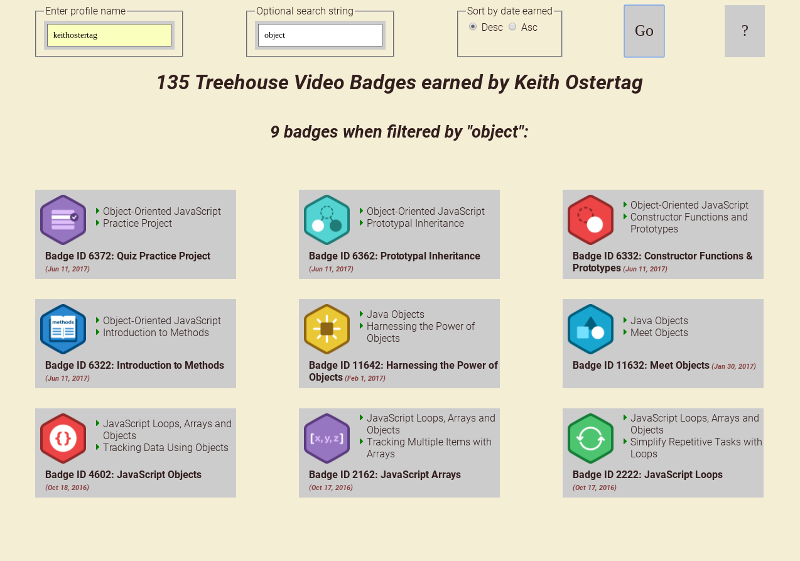 Enter profile name
Optional search string
Sort by date earned
keithostertag
object
Desc
Asc
Go
?
135 Treehouse Video Badges earned by Keith Ostertag
9 badges when filtered by "object":
Object-Oriented JavaScript
Practice Project
Badge ID 6372: Quiz Practice Project
(Jun 11, 2017)
Object-Oriented JavaScript
Prototypal Inheritance
Badge ID 6362: Prototypal Inheritance
(Jun 11, 2017)
Object-Oriented JavaScript
Constructor Functions and
Prototypes
Badge ID 6332: Constructor Functions &
Prototypes (Jun 11, 2017)
methods
Object-Oriented JavaScript
Introduction to Methods
Badge ID 6322: Introduction to Methods
(Jun 11, 2017)
Java Objects
Harnessing the Power of
Objects
Badge ID 11642: Harnessing the Power of
Objects (Feb 1, 2017)
Java Objects
Meet Objects
Badge ID 11632: Meet Objects (Jan 30, 2017)
{}
JavaScript Loops, Arrays and
Objects
Tracking Data Using Objects
Badge ID 4602: JavaScript Objects
(Oct 18, 2016)
[x,y,z]
JavaScript Loops, Arrays and
Objects
Tracking Multiple Items with
Arrays
Badge ID 2162: JavaScript Arrays
(Oct 17, 2016)
JavaScript Loops, Arrays and
Objects
Simplify Repetitive Tasks with
Loops
Badge ID 2222: JavaScript Loops
(Oct 17, 2016)